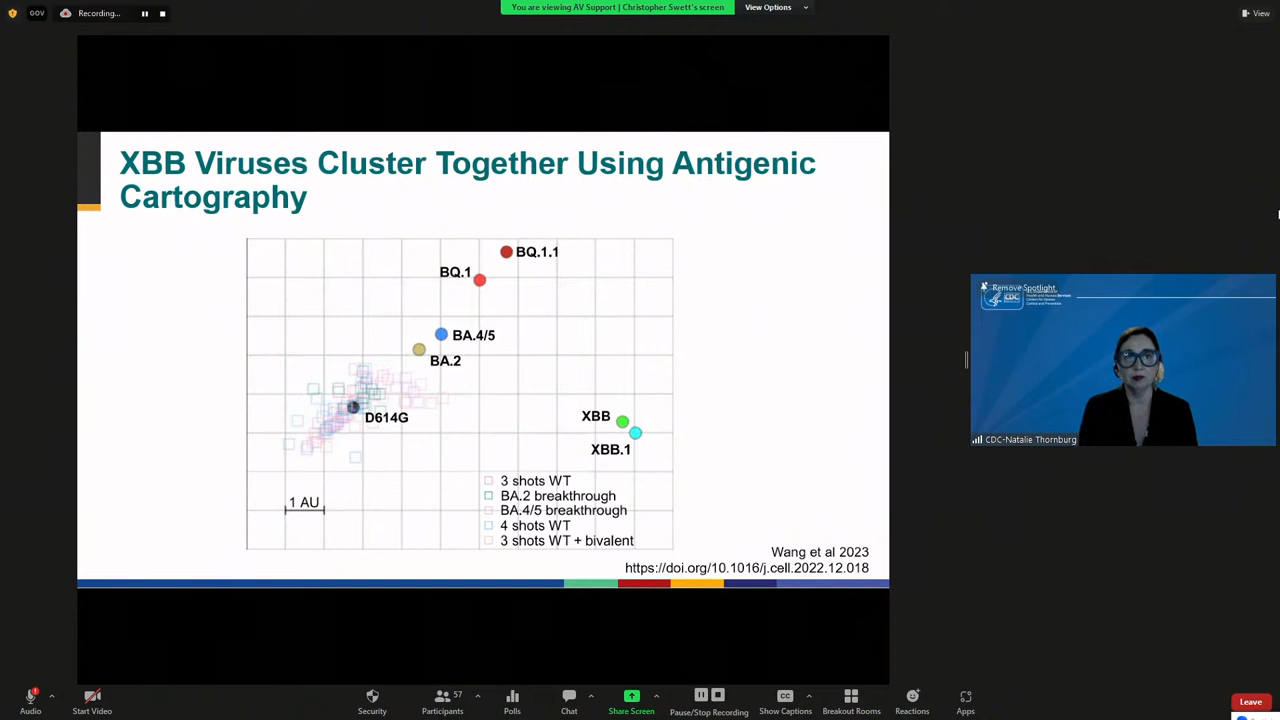 GOV
Recording...
You are viewing AV Support | Christopher Swett's screen
View Options
View
XBB Viruses Cluster Together Using Antigenic
Cartography
BQ.1.1
BQ.1
BA.4/5
BA.2
D614G
XBB
XBB.1
1 AU
3 shots WT
BA.2 breakthrough
BA.4/5 breakthrough
4 shots WT
3 shots WT + bivalent
Wang et al 2023
https://doi.org/10.1016/j.cell.2022.12.018
Remove Spotlight
CDC
CDC-Natalie Thornburg
Audio
Start Video
Security
Participants
57
Polls
Chat
Share Screen
Pause/Stop Recording
CC
Show Captions
Breakout Rooms
Reactions
Apps
Leave